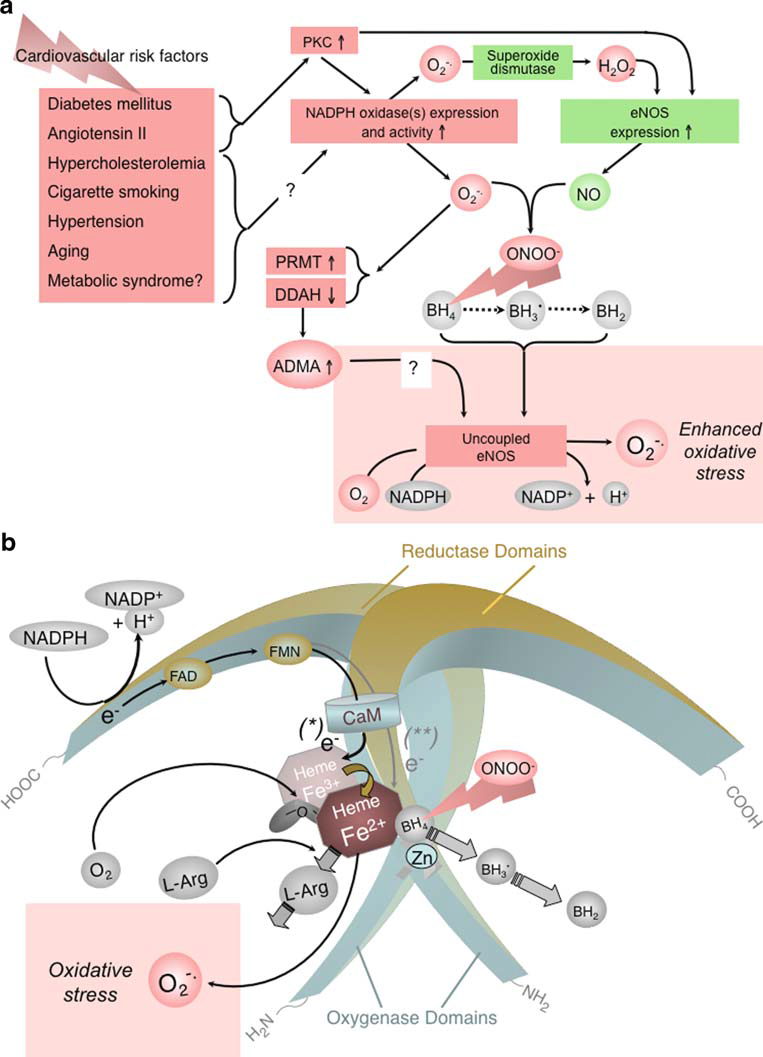 a
Cardiovascular risk factors
Diabetes mellitus
Angiotensin II
Hypercholesterolemia
Cigarette smoking
Hypertension
Aging
Metabolic syndrome?
PKC ↑
O₂⁻·
Superoxide
dismutase
H₂O₂
NADPH oxidase(s) expression
and activity ↑
eNOS
expression ↑
?
O₂⁻·
NO
ONOO⁻
PRMT ↑
DDAH ↓
BH₄
BH₃·
BH₂
ADMA ↑
?
Uncoupled
eNOS
O₂⁻·
Enhanced
oxidative
stress
O₂
NADPH
NADP⁺ + H⁺
b
Reductase Domains
NADP⁺
+ H⁺
NADPH
FAD
FMN
e⁻
CaM
(*)
e⁻
(**)
e⁻
HOOC
COOH
Heme
Fe³⁺
–O⁻
Heme
Fe²⁺
ONOO⁻
BH₄
Zn
BH₃·
BH₂
O₂
L-Arg
L-Arg
Oxidative
stress
O₂⁻·
H₂N
NH₂
Oxygenase Domains